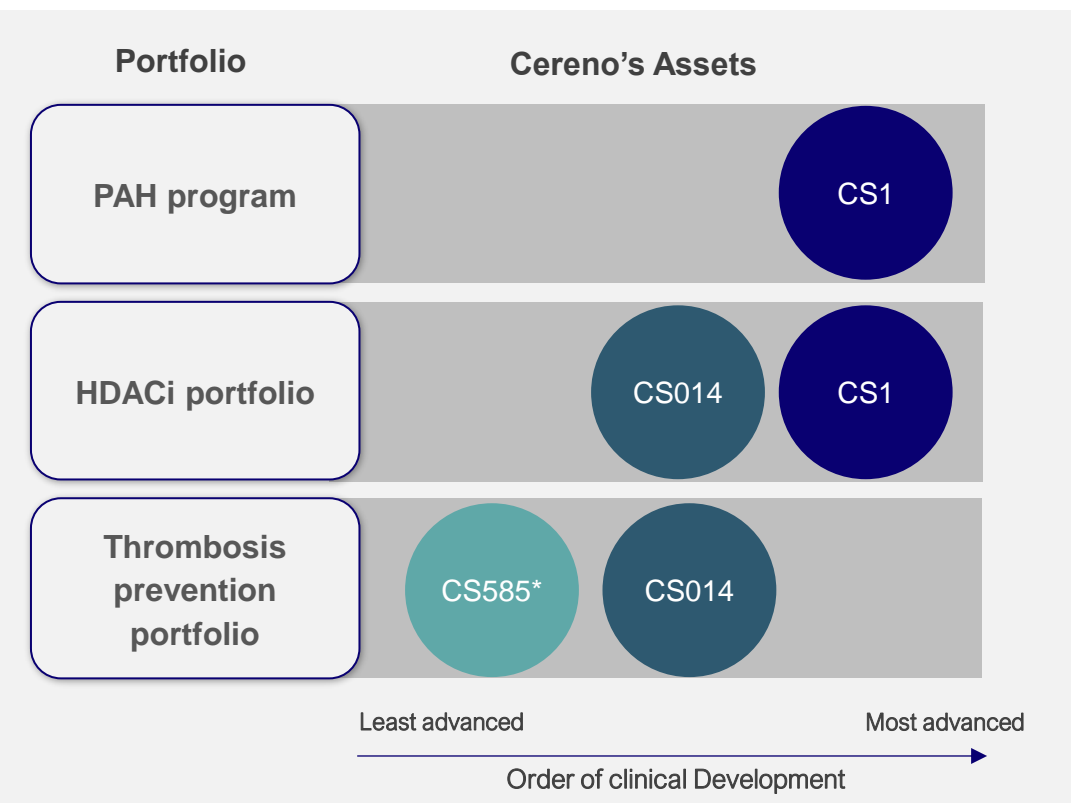 Portfolio
Cereno’s Assets
PAH program
CS1
HDACi portfolio
CS014
CS1
Thrombosis
prevention
portfolio
CS585*
CS014
Least advanced
Most advanced
Order of clinical Development